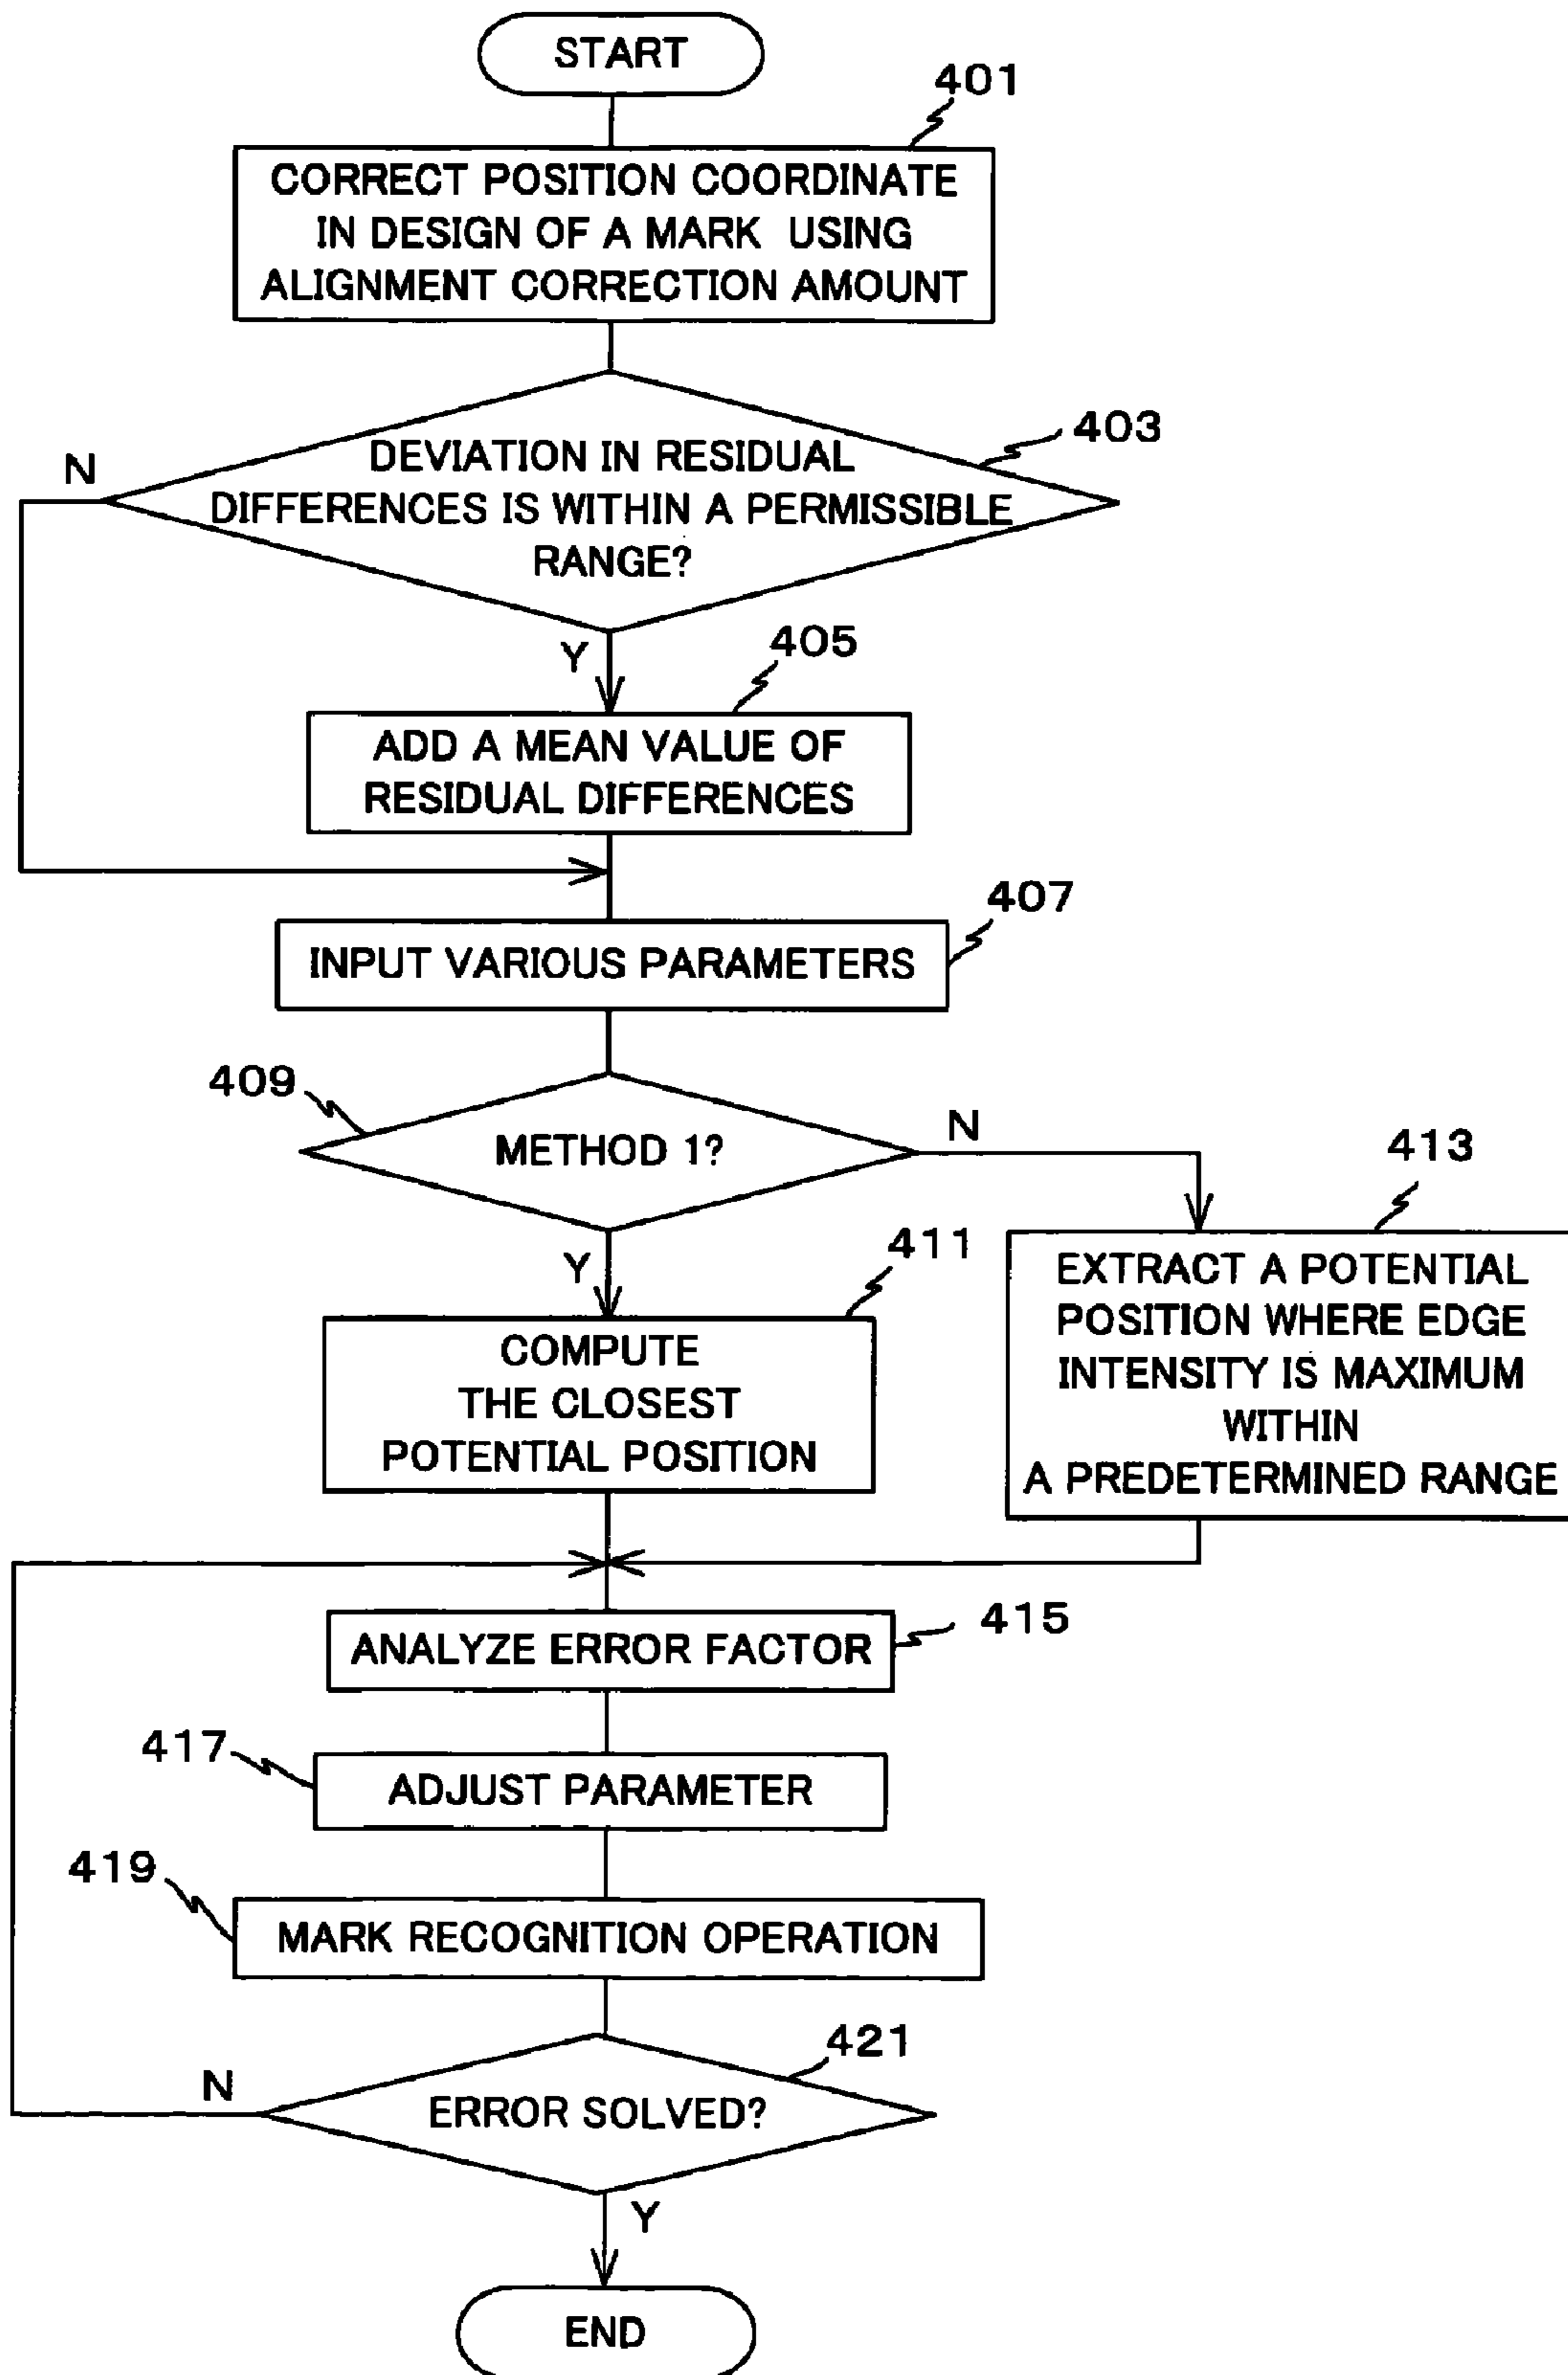 START
401
CORRECT POSITION COORDINATE
IN DESIGN OF A MARK USING
ALIGNMENT CORRECTION AMOUNT
403
N
DEVIATION IN RESIDUAL
DIFFERENCES IS WITHIN A PERMISSIBLE
RANGE?
Y
405
ADD A MEAN VALUE OF
RESIDUAL DIFFERENCES
407
INPUT VARIOUS PARAMETERS
409
METHOD 1?
N
Y
411
COMPUTE
THE CLOSEST
POTENTIAL POSITION
413
EXTRACT A POTENTIAL
POSITION WHERE EDGE
INTENSITY IS MAXIMUM
WITHIN
A PREDETERMINED RANGE
415
ANALYZE ERROR FACTOR
417
ADJUST PARAMETER
419
MARK RECOGNITION OPERATION
421
N
ERROR SOLVED?
Y
END